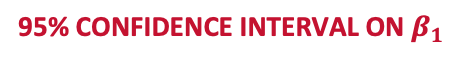 95% CONFIDENCE INTERVAL ON β₁